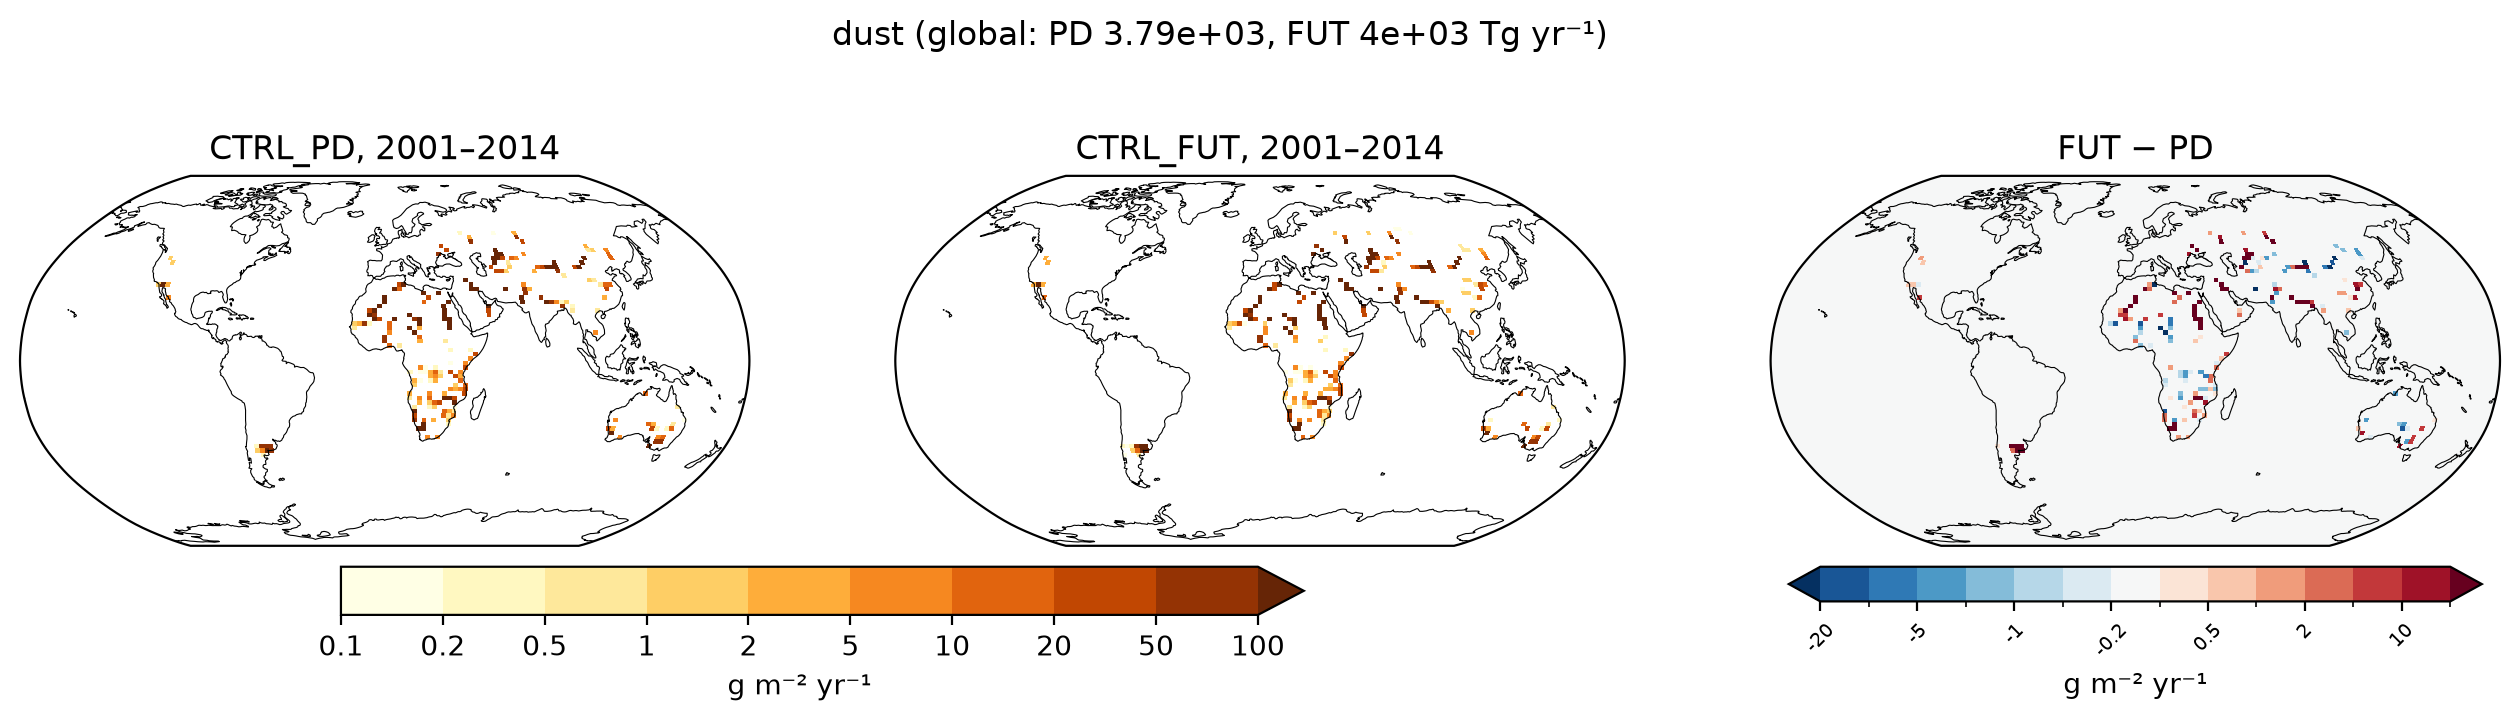 dust (global: PD 3.79e+03, FUT 4e+03 Tg yr⁻¹)
CTRL_PD, 2001–2014
CTRL_FUT, 2001–2014
FUT − PD
0.1 0.2 0.5 1 2 5 10 20 50 100
g m⁻² yr⁻¹
-20 -5 -1 -0.2 0.5 2 10
g m⁻² yr⁻¹